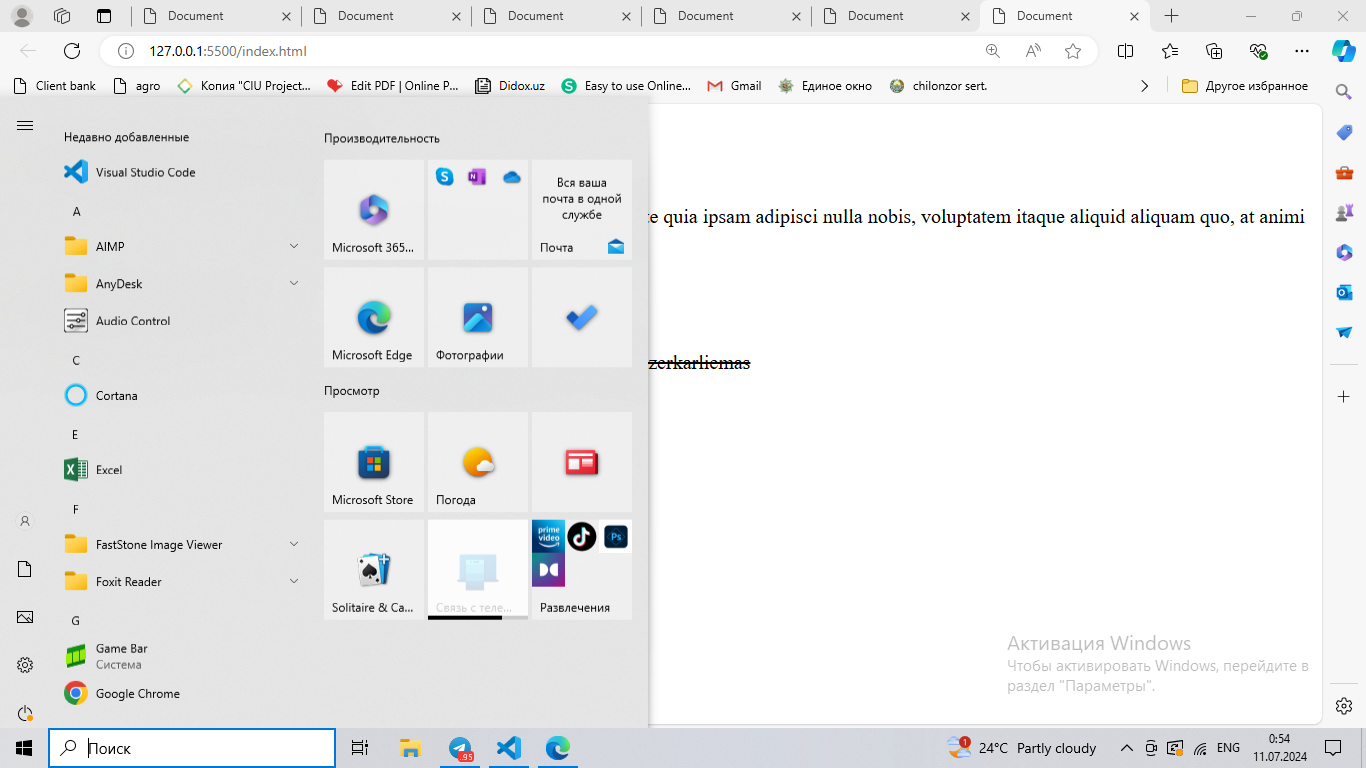 Document
Document
Document
Document
Document
Document
127.0.0.1:5500/index.html
Client bank
agro
Копия "CIU Project...
Edit PDF | Online P...
Didox.uz
Easy to use Online...
Gmail
Единое окно
chilonzor sert.
Другое избранное
Недавно добавленные
Visual Studio Code
A
AIMP
AnyDesk
Audio Control
C
Cortana
E
Excel
F
FastStone Image Viewer
Foxit Reader
G
Game Bar
Система
Google Chrome
Производительность
Microsoft 365...
Вся ваша
почта в одной
службе
Почта
Microsoft Edge
Фотографии
Просмотр
Microsoft Store
Погода
Solitaire & Ca...
Связь с теле...
prime
video
Ps
Развлечения
quia ipsam adipisci nulla nobis, voluptatem itaque aliquid aliquam quo, at animi
zerkarliemas
Активация Windows
Чтобы активировать Windows, перейдите в
раздел "Параметры".
Поиск
.95
1
24°C Partly cloudy
ENG
0:54
11.07.2024